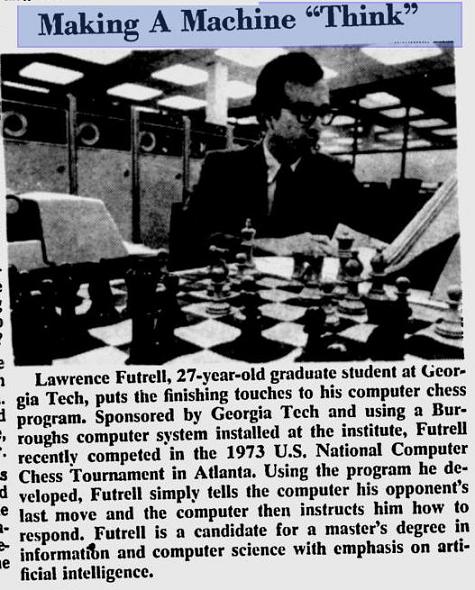 Making A Machine “Think”
Lawrence Futrell, 27-year-old graduate student at Geor-
gia Tech, puts the finishing touches to his computer chess
program. Sponsored by Georgia Tech and using a Bur-
roughs computer system installed at the institute, Futrell
recently competed in the 1973 U.S. National Computer
Chess Tournament in Atlanta. Using the program he de-
veloped, Futrell simply tells the computer his opponent's
last move and the computer then instructs him how to
respond. Futrell is a candidate for a master's degree in
information and computer science with emphasis on arti-
ficial intelligence.